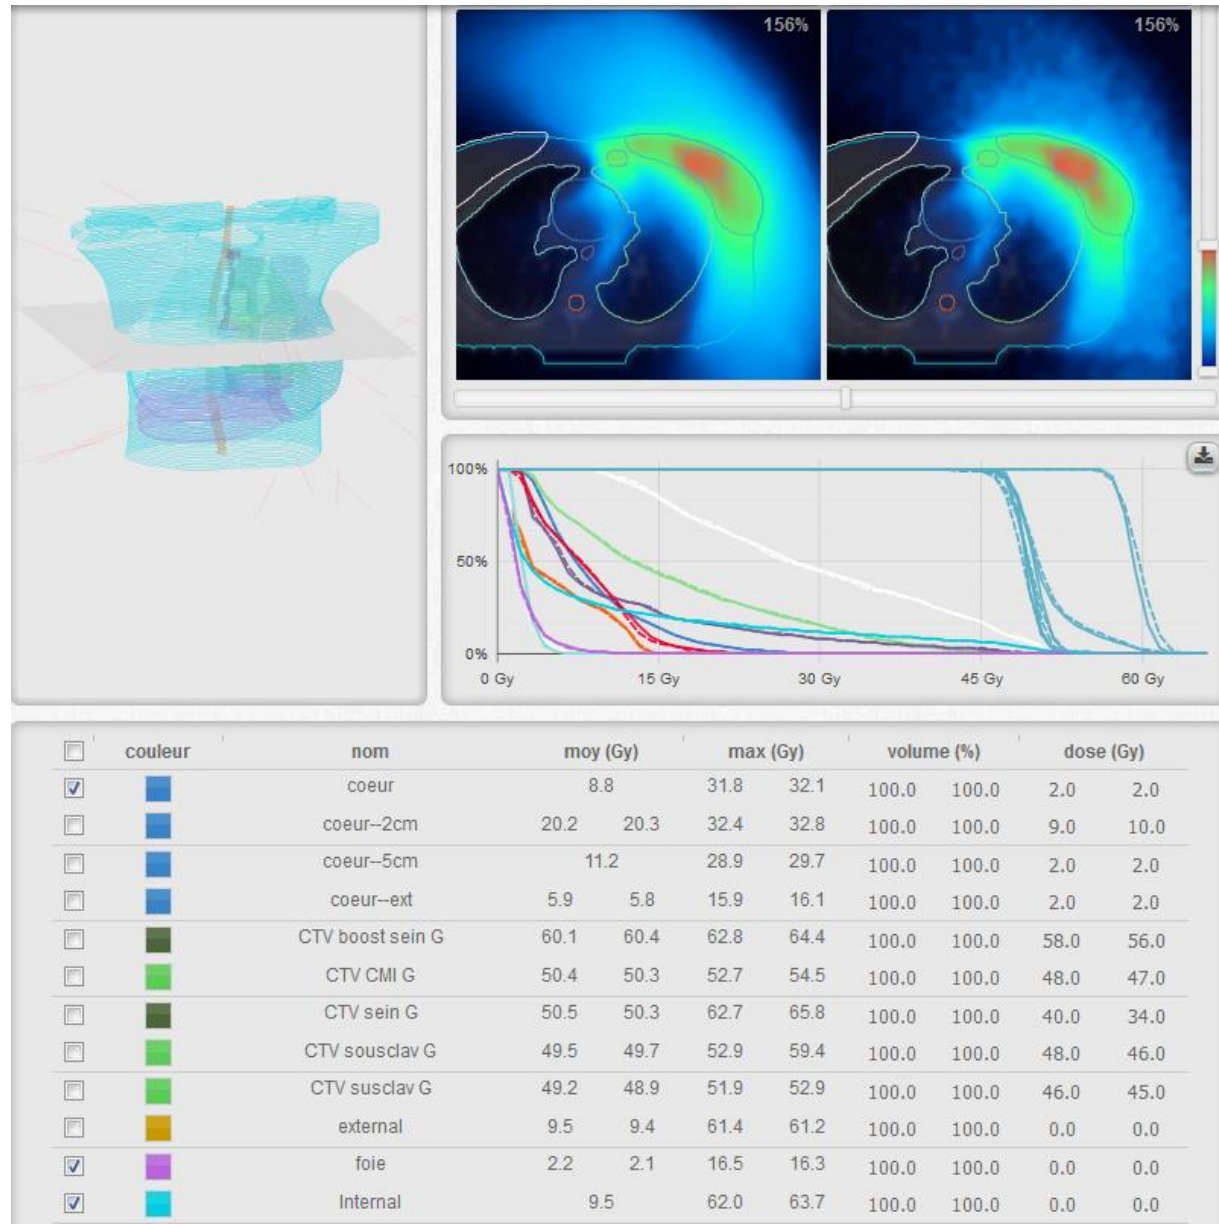 156% 156%
100%
50%
0%
0 Gy 15 Gy 30 Gy 45 Gy 60 Gy
couleur nom moy (Gy) max (Gy) volume (%) dose (Gy)
coeur 8.8 31.8 32.1 100.0 100.0 2.0 2.0
coeur--2cm 20.2 20.3 32.4 32.8 100.0 100.0 9.0 10.0
coeur--5cm 11.2 28.9 29.7 100.0 100.0 2.0 2.0
coeur--ext 5.9 5.8 15.9 16.1 100.0 100.0 2.0 2.0
CTV boost sein G 60.1 60.4 62.8 64.4 100.0 100.0 58.0 56.0
CTV CMI G 50.4 50.3 52.7 54.5 100.0 100.0 48.0 47.0
CTV sein G 50.5 50.3 62.7 65.8 100.0 100.0 40.0 34.0
CTV sousclav G 49.5 49.7 52.9 59.4 100.0 100.0 48.0 46.0
CTV susclav G 49.2 48.9 51.9 52.9 100.0 100.0 46.0 45.0
external 9.5 9.4 61.4 61.2 100.0 100.0 0.0 0.0
foie 2.2 2.1 16.5 16.3 100.0 100.0 0.0 0.0
Internal 9.5 62.0 63.7 100.0 100.0 0.0 0.0